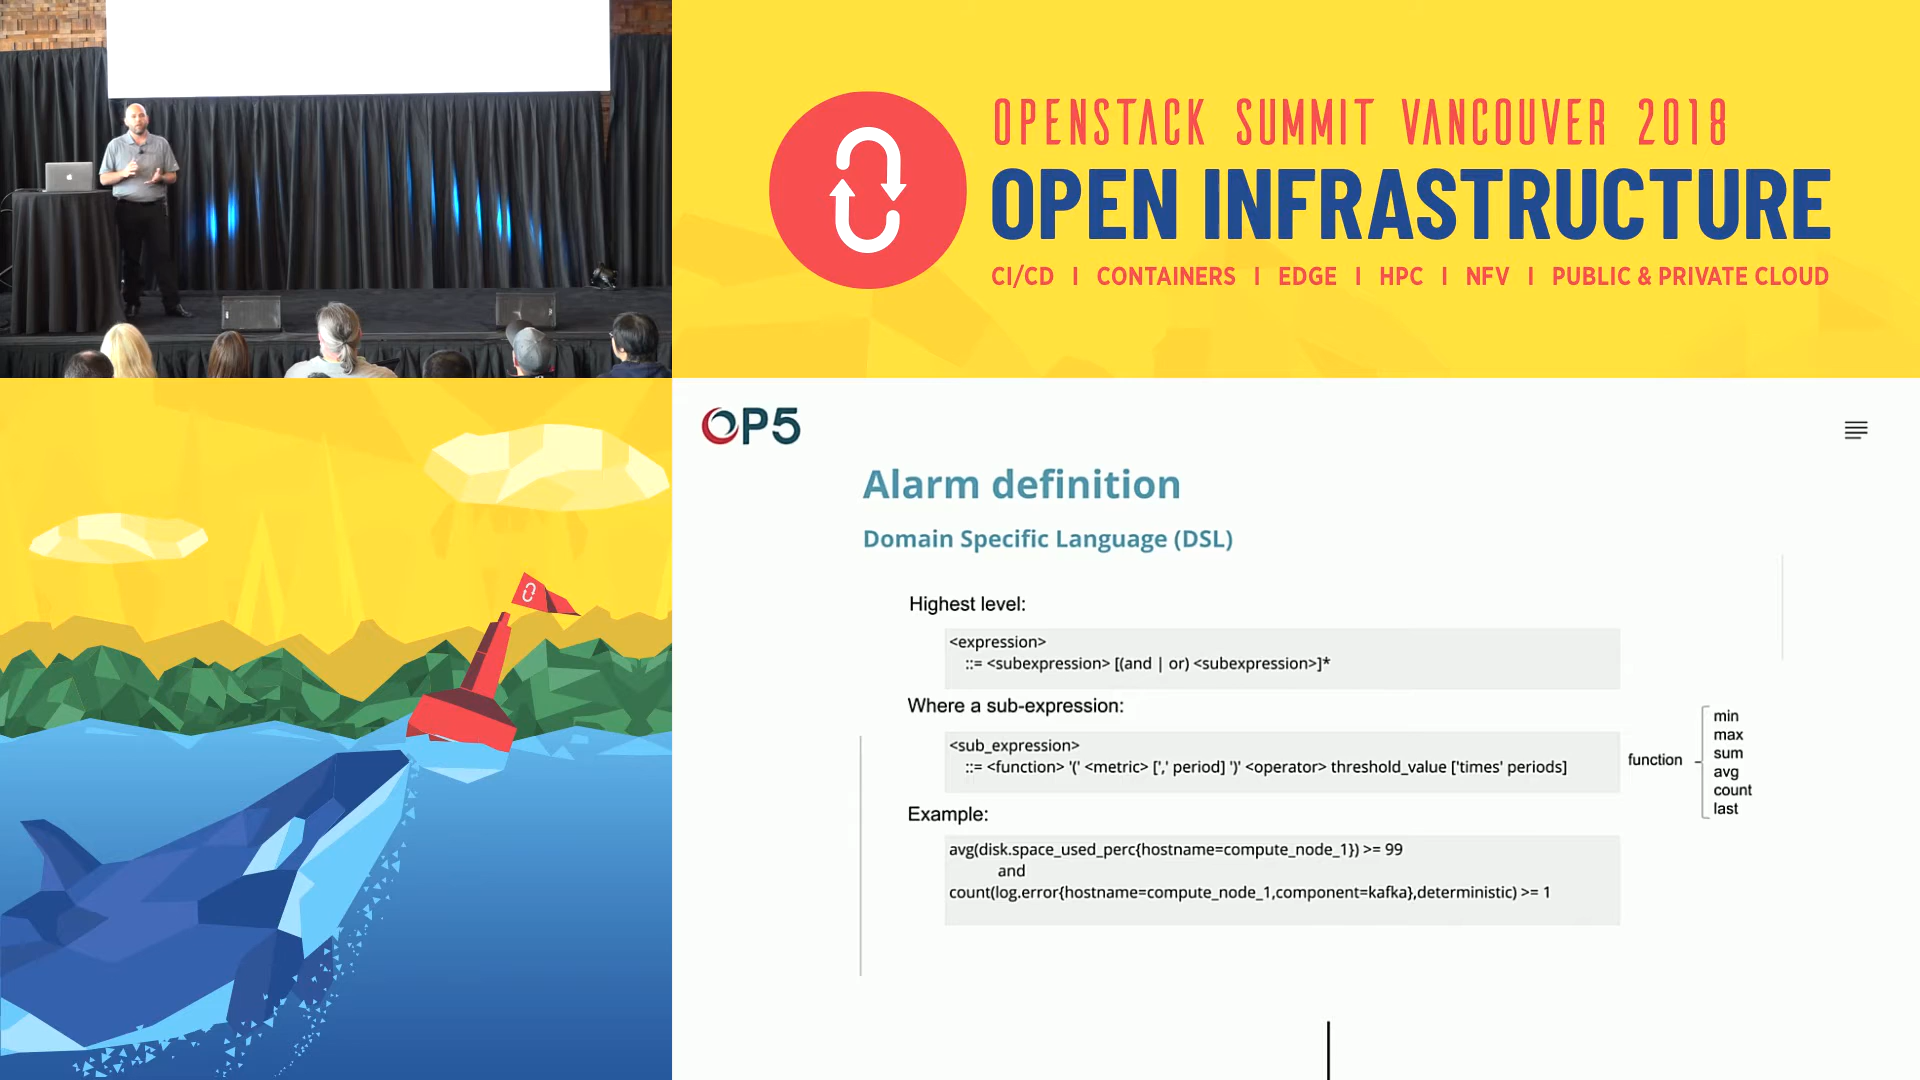 OPENSTACK SUMMIT VANCOUVER 2018
OPEN INFRASTRUCTURE
CI/CD | CONTAINERS | EDGE | HPC | NFV | PUBLIC & PRIVATE CLOUD
OP5
Alarm definition
Domain Specific Language (DSL)
Highest level:
<expression>
::= <subexpression> [(and | or) <subexpression>]*
Where a sub-expression:
<sub_expression>
::= <function> '(' <metric> [',' period] ')' <operator> threshold_value ['times' periods]
function
min
max
sum
avg
count
last
Example:
avg(disk.space_used_perc{hostname=compute_node_1}) >= 99
and
count(log.error{hostname=compute_node_1,component=kafka},deterministic) >= 1